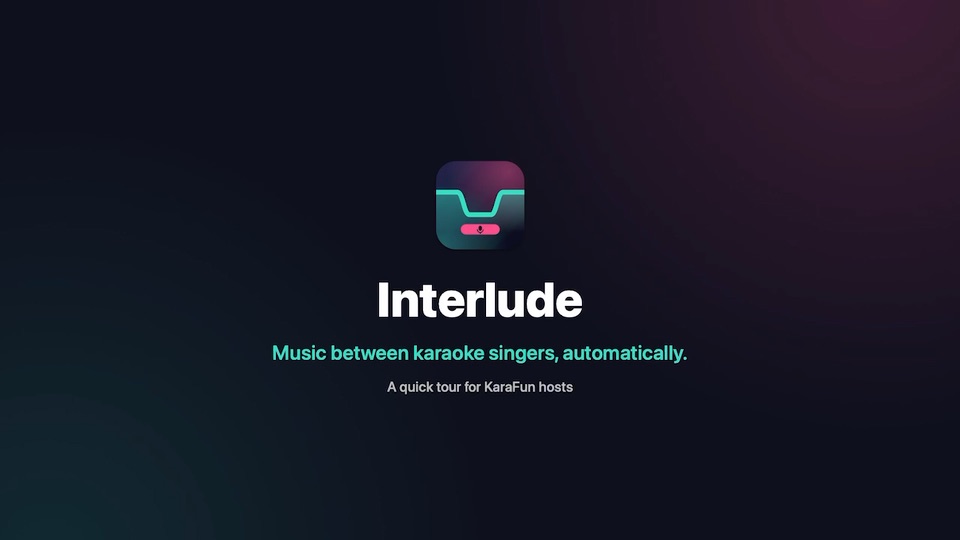 Interlude
Music between karaoke singers, automatically.
A quick tour for KaraFun hosts